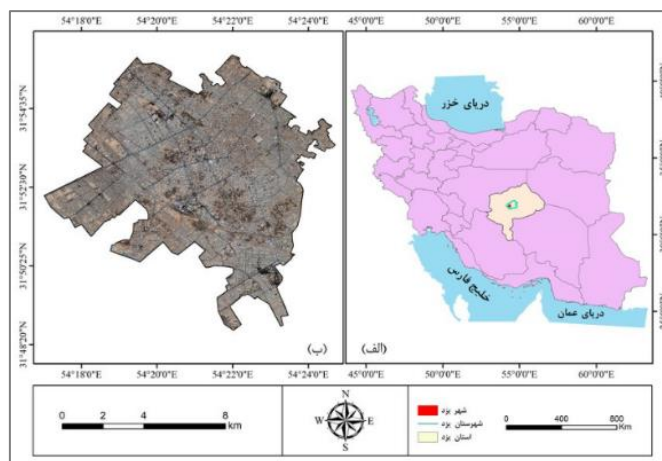 54°20'0"E 54°22'0"E 54°24'0"E
45°0'0"E 50°0'0"E 55°0'0"E 60°0'0"E
31°54'35"N
31°52'30"N
31°50'25"N
31°48'20"N
دریای خزر
خلیج فارس
دریای عمان
(ب)
(الف)
54°18'0"E 54°20'0"E 54°22'0"E 54°24'0"E
45°0'0"E 50°0'0"E 55°0'0"E 60°0'0"E
0 2 4 8
Km
N
W E
S
شهر یزد
شهرستان یزد
استان یزد
0 400 800
Km